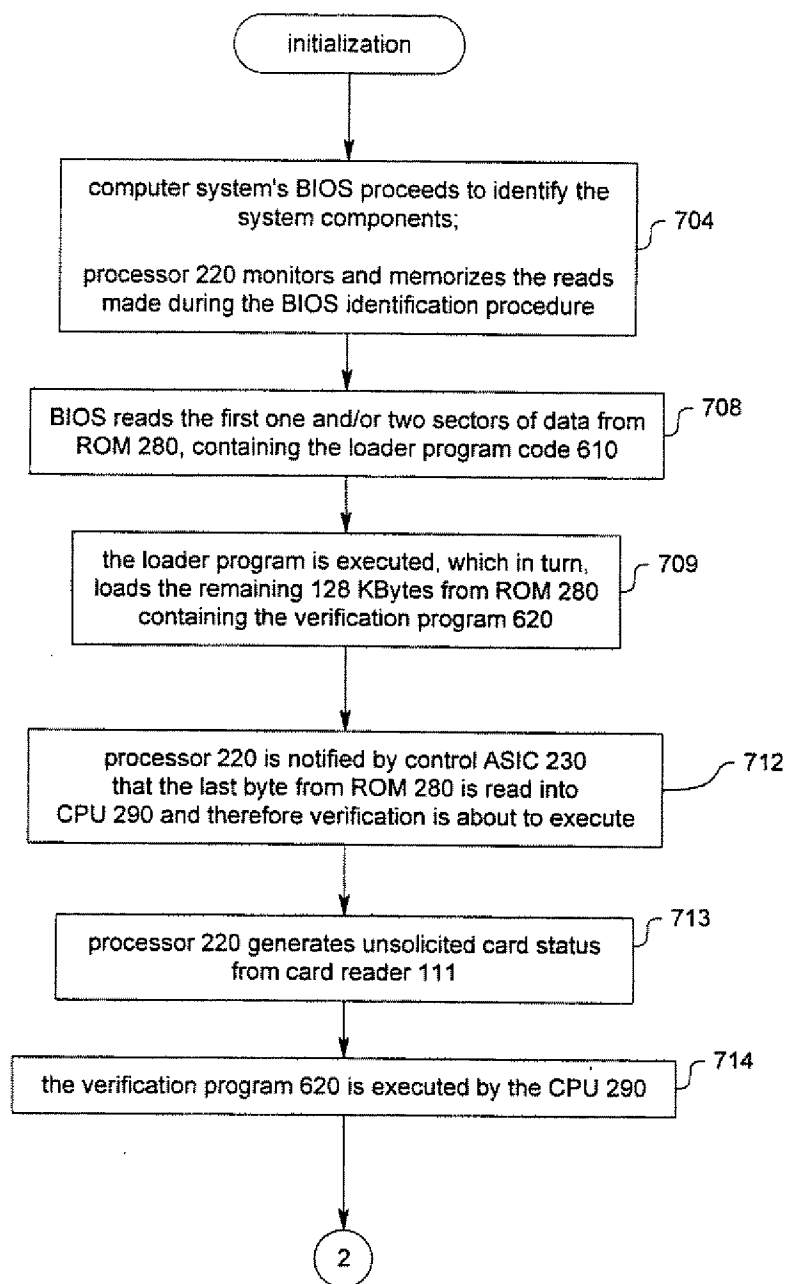 initialization
computer system's BIOS proceeds to identify the
system components;
processor 220 monitors and memorizes the reads
made during the BIOS identification procedure
704
BIOS reads the first one and/or two sectors of data from
ROM 280, containing the loader program code 610
708
the loader program is executed, which in turn,
loads the remaining 128 KBytes from ROM 280
containing the verification program 620
709
processor 220 is notified by control ASIC 230
that the last byte from ROM 280 is read into
CPU 290 and therefore verification is about to execute
712
processor 220 generates unsolicited card status
from card reader 111
713
the verification program 620 is executed by the CPU 290
714
2